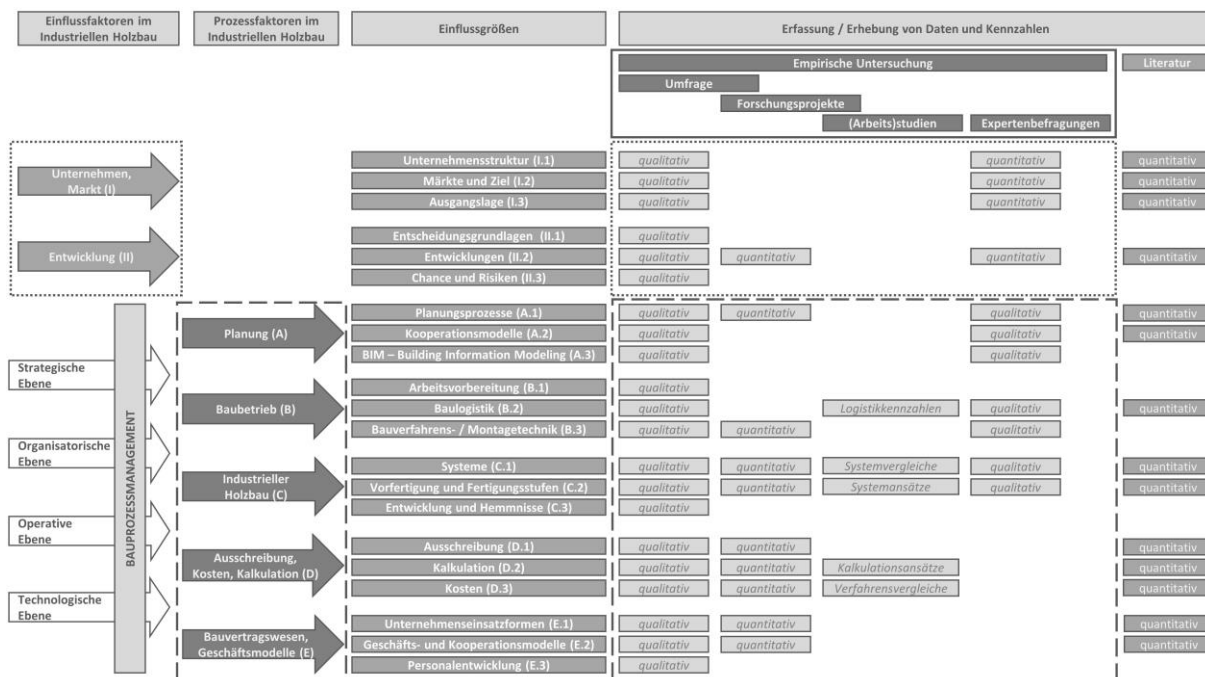 Einflussfaktoren im
Industriellen Holzbau
Prozessfaktoren im
Industriellen Holzbau
Einflussgrößen
Erfassung / Erhebung von Daten und Kennzahlen
Empirische Untersuchung
Literatur
Umfrage
Forschungsprojekte
(Arbeits)studien
Expertenbefragungen
Unternehmen,
Markt (I)
Unternehmensstruktur (I.1)
qualitativ
quantitativ
quantitativ
Märkte und Ziel (I.2)
qualitativ
quantitativ
quantitativ
Ausgangslage (I.3)
qualitativ
quantitativ
quantitativ
Entwicklung (II)
Entscheidungsgrundlagen (II.1)
qualitativ
Entwicklungen (II.2)
qualitativ
quantitativ
quantitativ
quantitativ
Chance und Risiken (II.3)
qualitativ
BAUPROZESSMANAGEMENT
Strategische
Ebene
Organisatorische
Ebene
Operative
Ebene
Technologische
Ebene
Planung (A)
Planungsprozesse (A.1)
qualitativ
quantitativ
qualitativ
quantitativ
Kooperationsmodelle (A.2)
qualitativ
qualitativ
quantitativ
BIM – Building Information Modeling (A.3)
qualitativ
qualitativ
Baubetrieb (B)
Arbeitsvorbereitung (B.1)
qualitativ
Baulogistik (B.2)
qualitativ
Logistikkennzahlen
qualitativ
quantitativ
Bauverfahrens- / Montagetechnik (B.3)
qualitativ
quantitativ
qualitativ
Industrieller
Holzbau (C)
Systeme (C.1)
qualitativ
quantitativ
Systemvergleiche
qualitativ
quantitativ
Vorfertigung und Fertigungsstufen (C.2)
qualitativ
quantitativ
Systemansätze
qualitativ
quantitativ
Entwicklung und Hemmnisse (C.3)
qualitativ
Ausschreibung,
Kosten, Kalkulation (D)
Ausschreibung (D.1)
qualitativ
quantitativ
quantitativ
Kalkulation (D.2)
qualitativ
quantitativ
Kalkulationsansätze
quantitativ
Kosten (D.3)
qualitativ
quantitativ
Verfahrensvergleiche
quantitativ
Bauvertragswesen,
Geschäftsmodelle (E)
Unternehmenseinsatzformen (E.1)
qualitativ
quantitativ
quantitativ
Geschäfts- und Kooperationsmodelle (E.2)
qualitativ
quantitativ
quantitativ
Personalentwicklung (E.3)
qualitativ